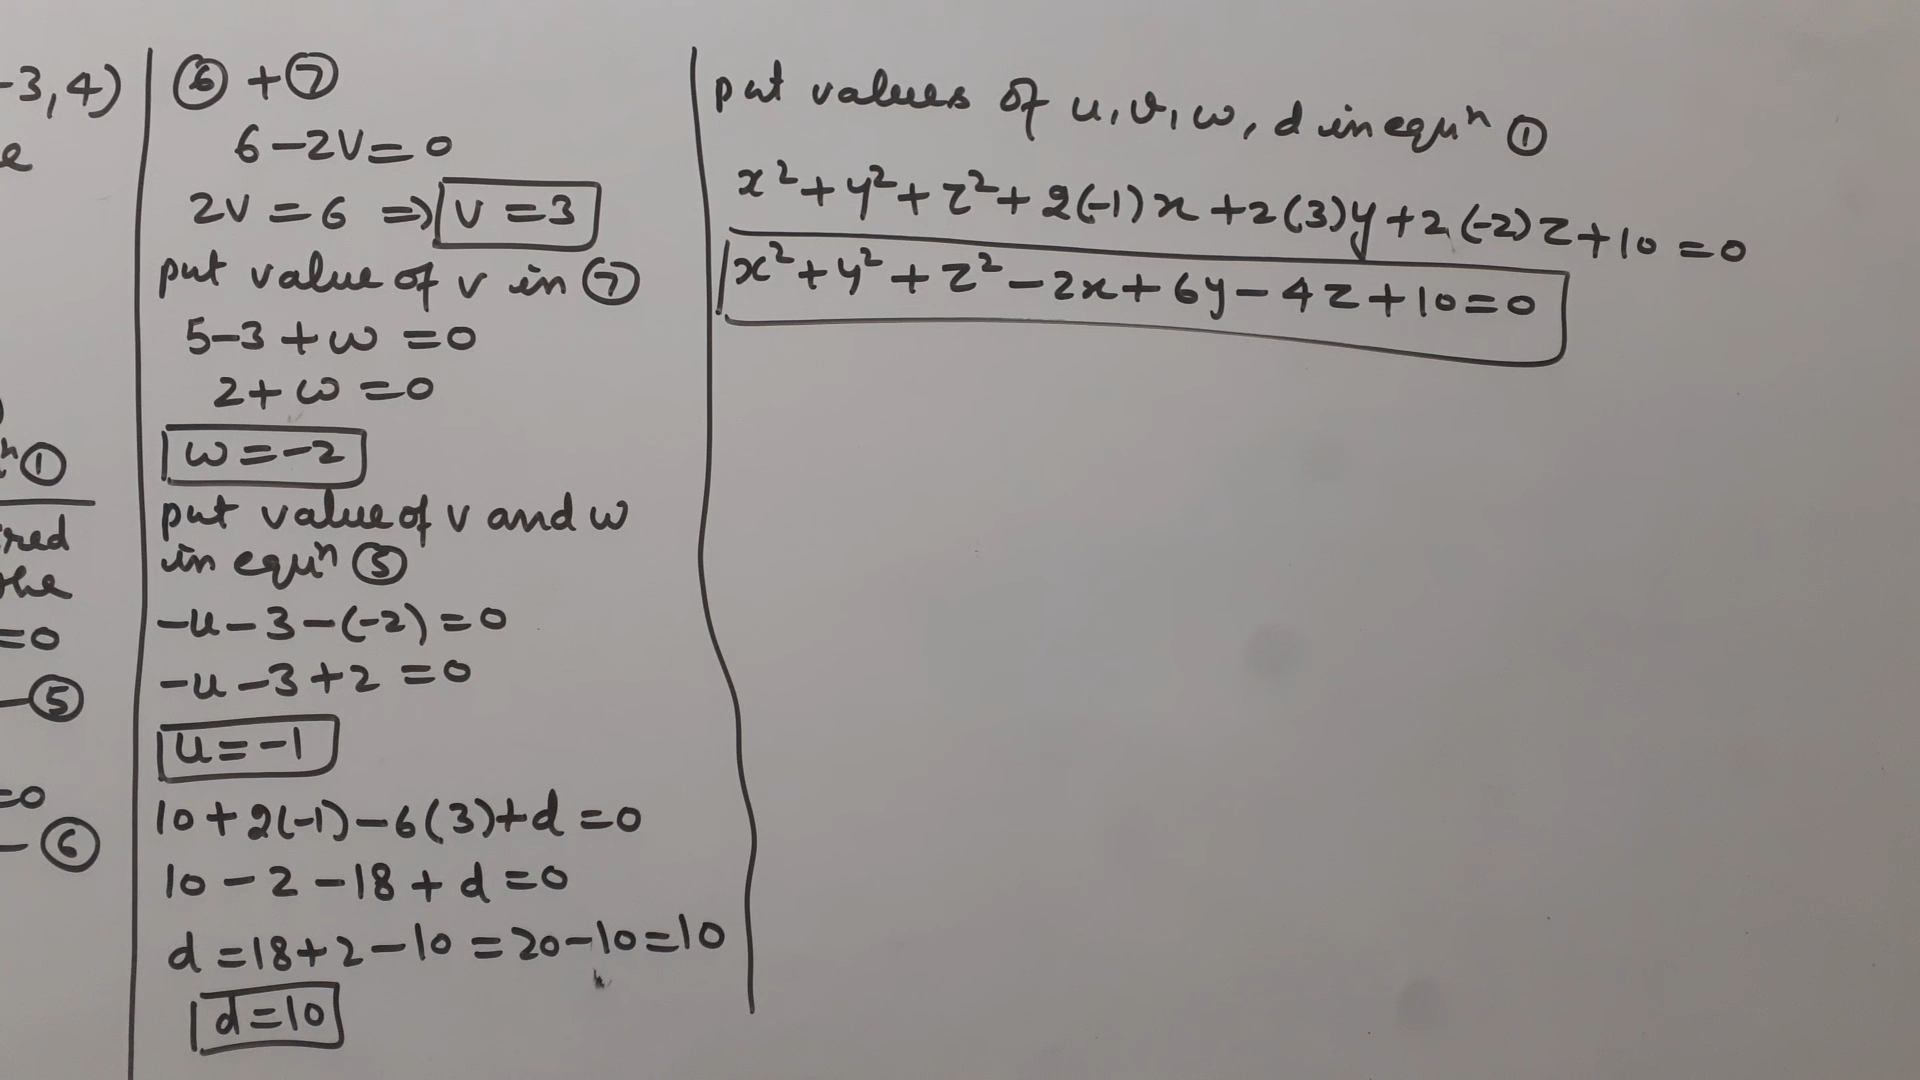 -3,4)
e
n①
red
the
=0
-⑤
=0
-⑥
⑥+⑦
6-2V=0
2V=6 ⇒ V=3
put value of v in ⑦
5-3+w=0
2+w=0
w=-2
put value of v and w
in equⁿ ⑤
-u-3-(-2)=0
-u-3+2=0
u=-1
10+2(-1)-6(3)+d=0
10-2-18+d=0
d=18+2-10=20-10=10
d=10
put values of u,v,w,d in equⁿ ①
x²+y²+z²+2(-1)x+2(3)y+2(-2)z+10=0
x²+y²+z²-2x+6y-4z+10=0